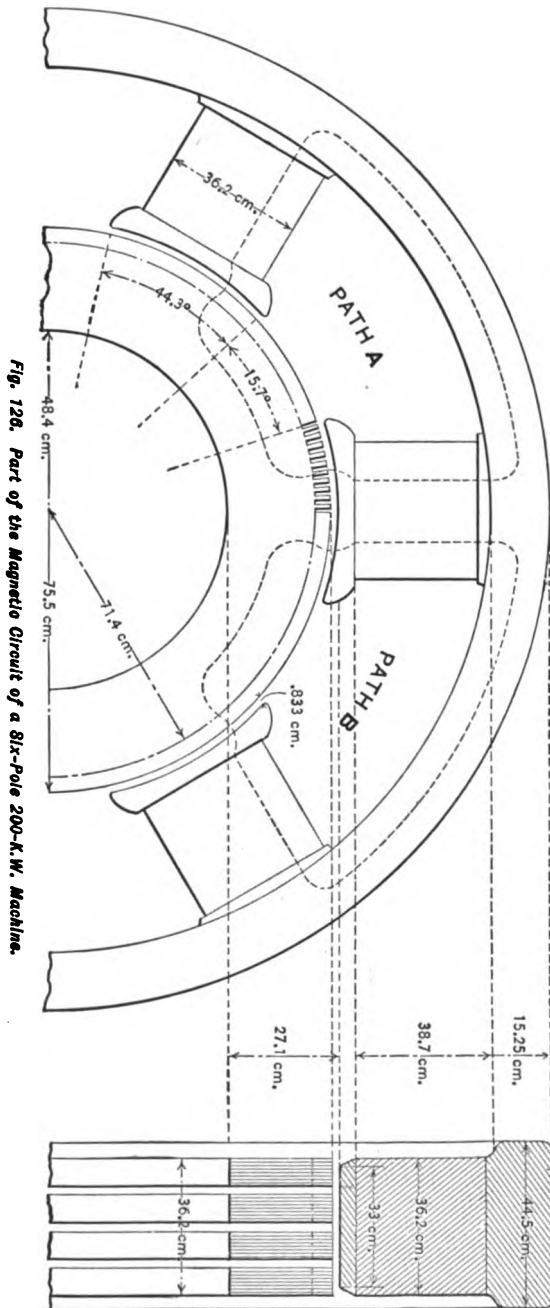 36.2 cm.
PATH A
44.3°
15.7°
48.4 cm.
71.4 cm.
75.5 cm.
.833 cm.
PATH B
15.25 cm.
38.7 cm.
27.1 cm.
44.5 cm.
36.2 cm.
33 cm.
36.2 cm.
Fig. 126. Part of the Magnetic Circuit of a Six-Pole 200-K.W. Machine.